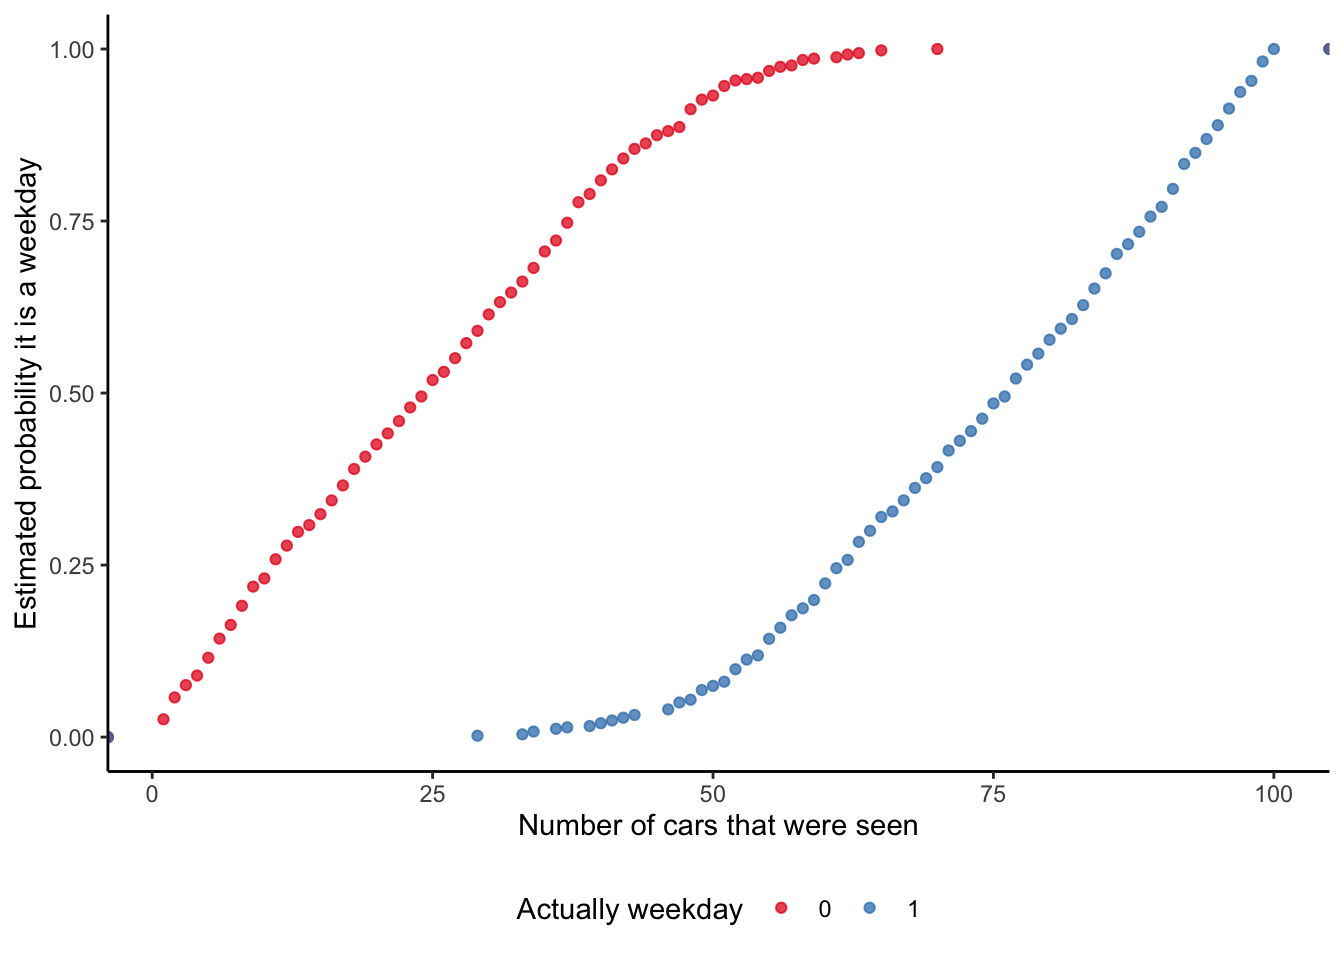 Estimated probability it is a weekday
1.00
0.75
0.50
0.25
0.00
0 25 50 75 100
Number of cars that were seen
Actually weekday 0 1